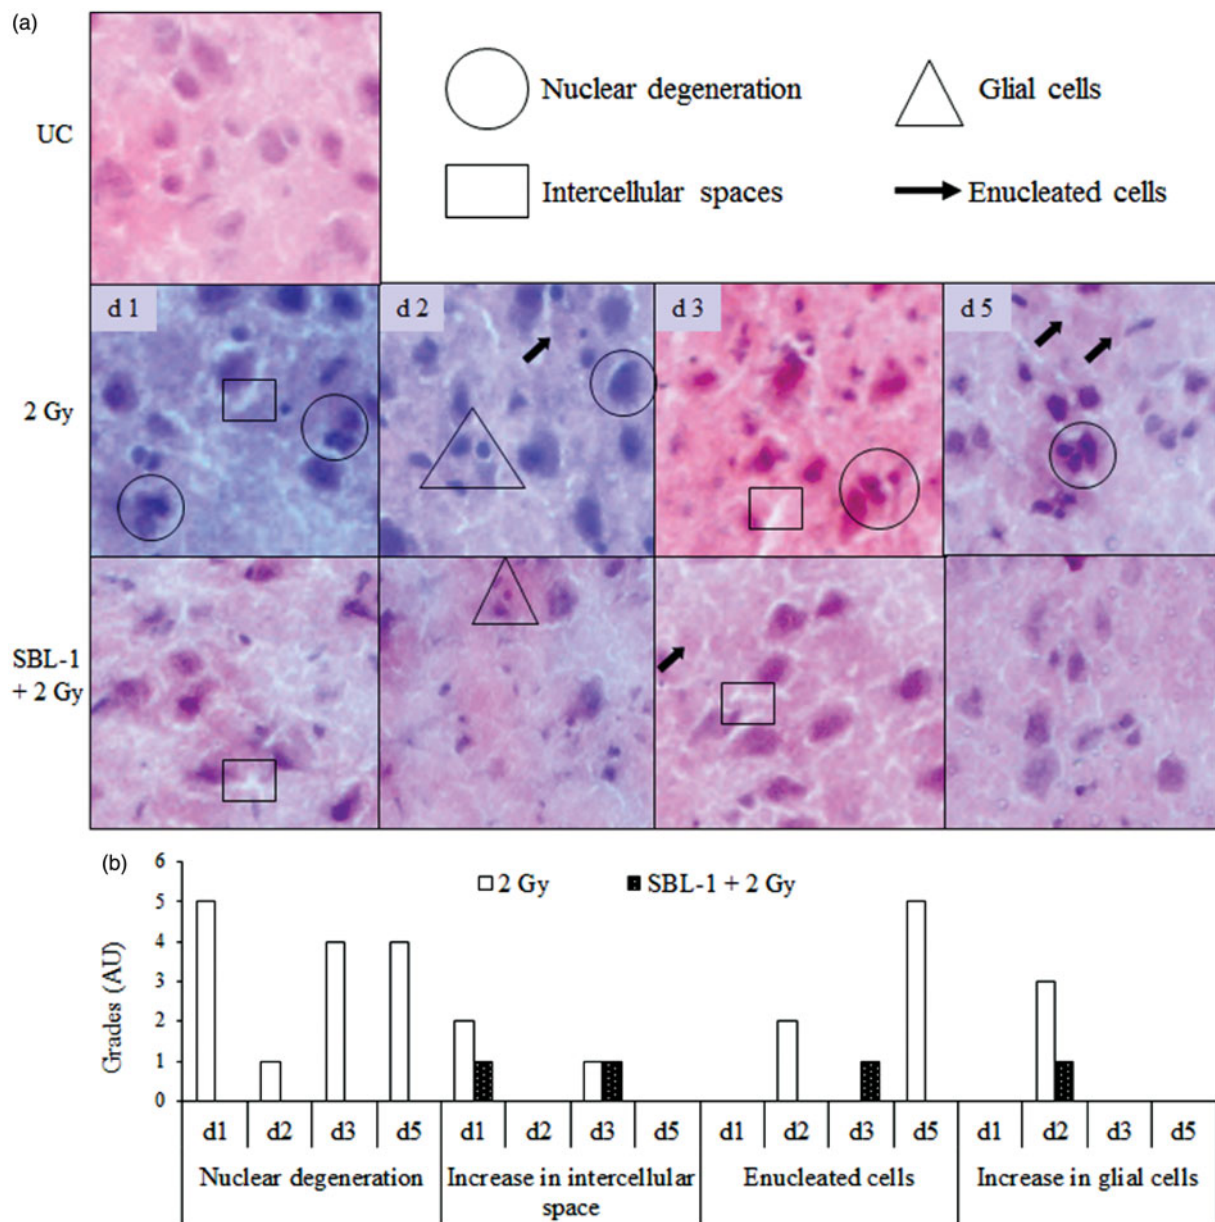 (a)
UC
Nuclear degeneration
Glial cells
Intercellular spaces
Enucleated cells
2 Gy
d 1
d 2
d 3
d 5
SBL-1
+ 2 Gy
(b)
Grades (AU)
6
5
4
3
2
1
0
2 Gy
SBL-1 + 2 Gy
d1 d2 d3 d5 d1 d2 d3 d5 d1 d2 d3 d5 d1 d2 d3 d5
Nuclear degeneration
Increase in intercellular
space
Enucleated cells
Increase in glial cells